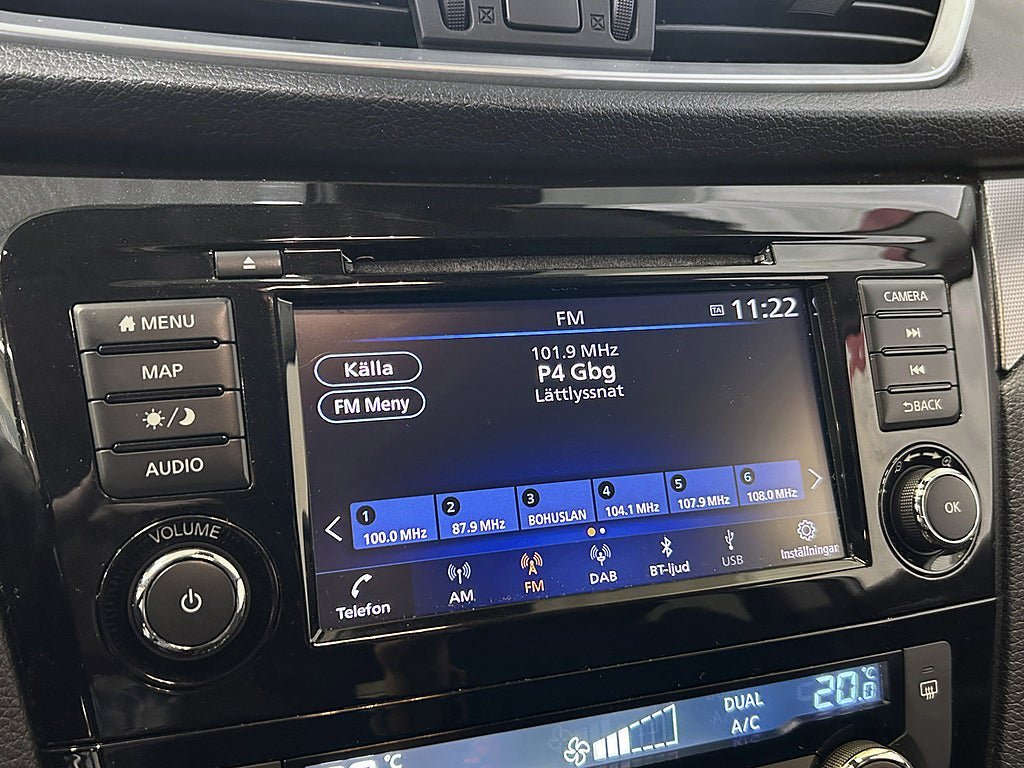 MENU
MAP
AUDIO
VOLUME
FM
TA
11:22
Källa
FM Meny
101.9 MHz
P4 Gbg
Lättlyssnat
1 100.0 MHz
2 87.9 MHz
3 BOHUSLAN
4 104.1 MHz
5 107.9 MHz
6 108.0 MHz
Telefon
AM
FM
DAB
BT-ljud
USB
Inställningar
CAMERA
BACK
OK
DUAL
A/C
20.0 °C
°C